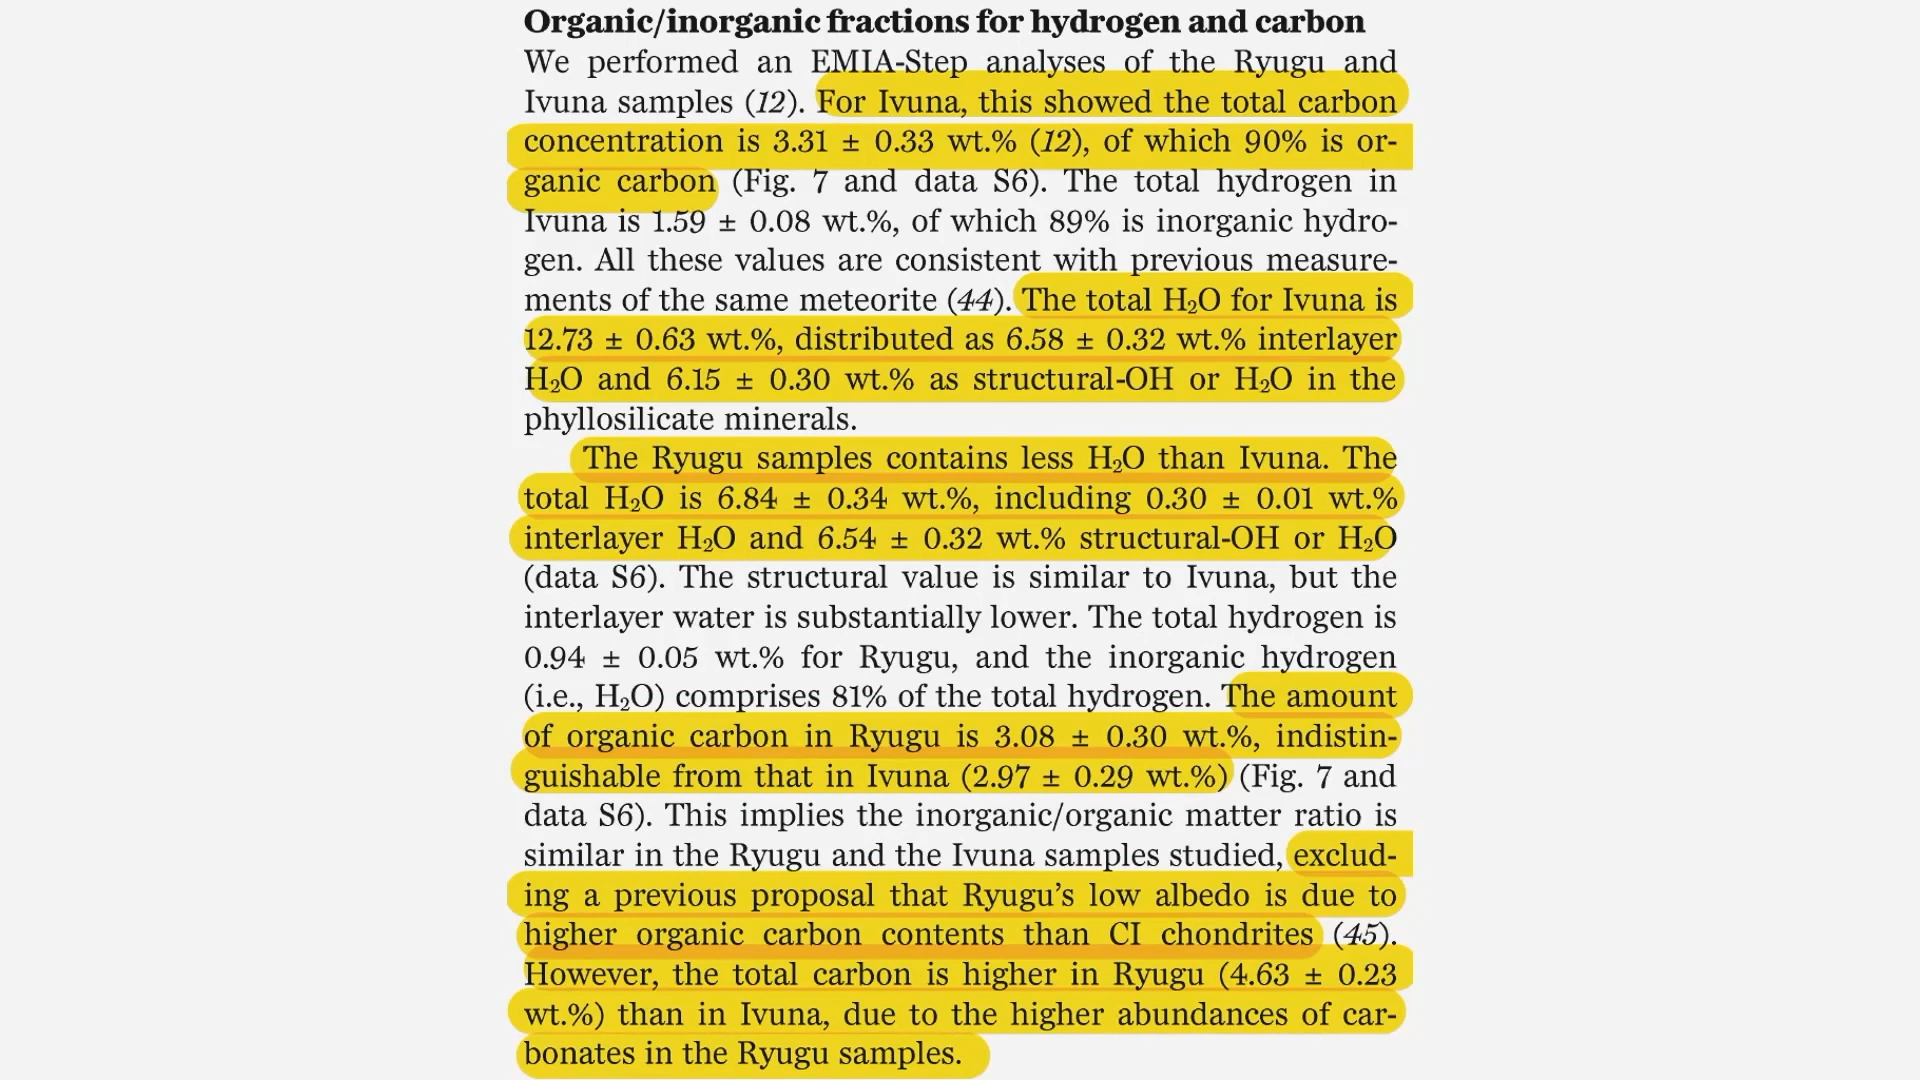 Organic/inorganic fractions for hydrogen and carbon
We performed an EMIA-Step analyses of the Ryugu and
Ivuna samples (12). For Ivuna, this showed the total carbon
concentration is 3.31 ± 0.33 wt.% (12), of which 90% is or-
ganic carbon (Fig. 7 and data S6). The total hydrogen in
Ivuna is 1.59 ± 0.08 wt.%, of which 89% is inorganic hydro-
gen. All these values are consistent with previous measure-
ments of the same meteorite (44). The total H₂O for Ivuna is
12.73 ± 0.63 wt.%, distributed as 6.58 ± 0.32 wt.% interlayer
H₂O and 6.15 ± 0.30 wt.% as structural-OH or H₂O in the
phyllosilicate minerals.
The Ryugu samples contains less H₂O than Ivuna. The
total H₂O is 6.84 ± 0.34 wt.%, including 0.30 ± 0.01 wt.%
interlayer H₂O and 6.54 ± 0.32 wt.% structural-OH or H₂O
(data S6). The structural value is similar to Ivuna, but the
interlayer water is substantially lower. The total hydrogen is
0.94 ± 0.05 wt.% for Ryugu, and the inorganic hydrogen
(i.e., H₂O) comprises 81% of the total hydrogen. The amount
of organic carbon in Ryugu is 3.08 ± 0.30 wt.%, indistin-
guishable from that in Ivuna (2.97 ± 0.29 wt.%) (Fig. 7 and
data S6). This implies the inorganic/organic matter ratio is
similar in the Ryugu and the Ivuna samples studied, exclud-
ing a previous proposal that Ryugu’s low albedo is due to
higher organic carbon contents than CI chondrites (45).
However, the total carbon is higher in Ryugu (4.63 ± 0.23
wt.%) than in Ivuna, due to the higher abundances of car-
bonates in the Ryugu samples.